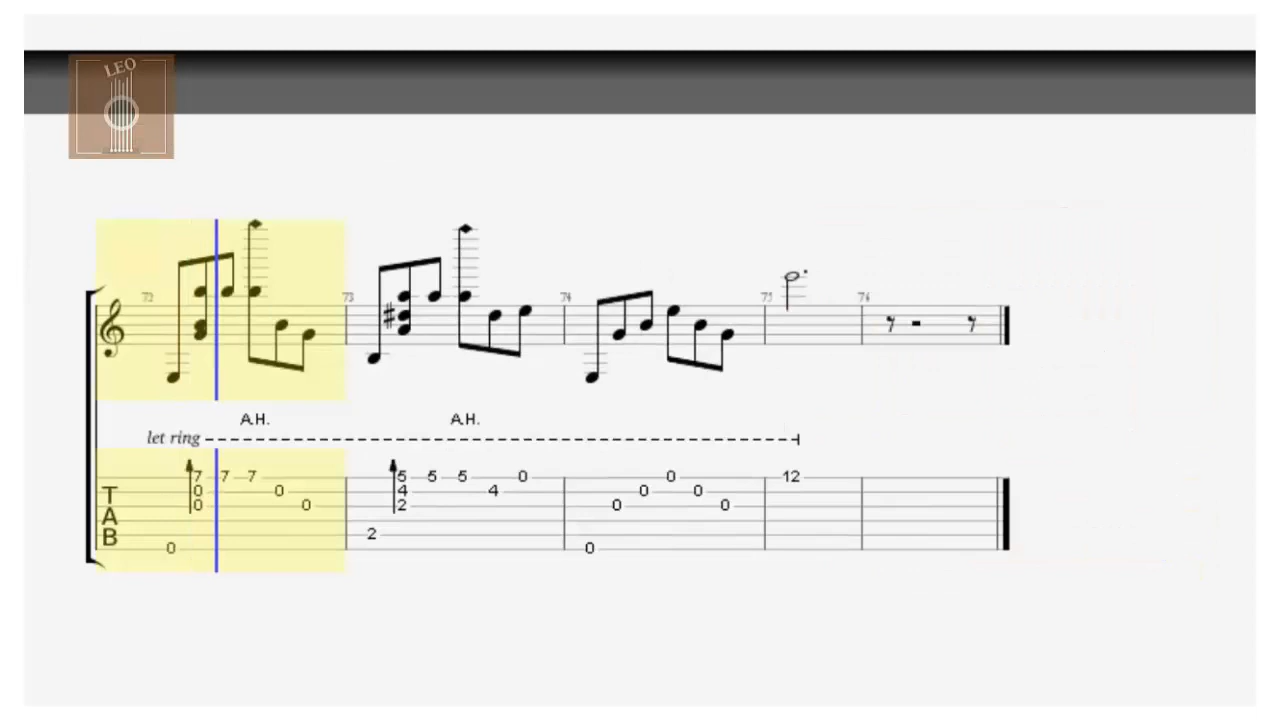 LEO
72 73 74 75 74
A.H. A.H.
let ring
7 7 7 5 5 5 0 0 12
T 0 0 4 4 0 0
A 0 0 2 0 0
B 2
0 0